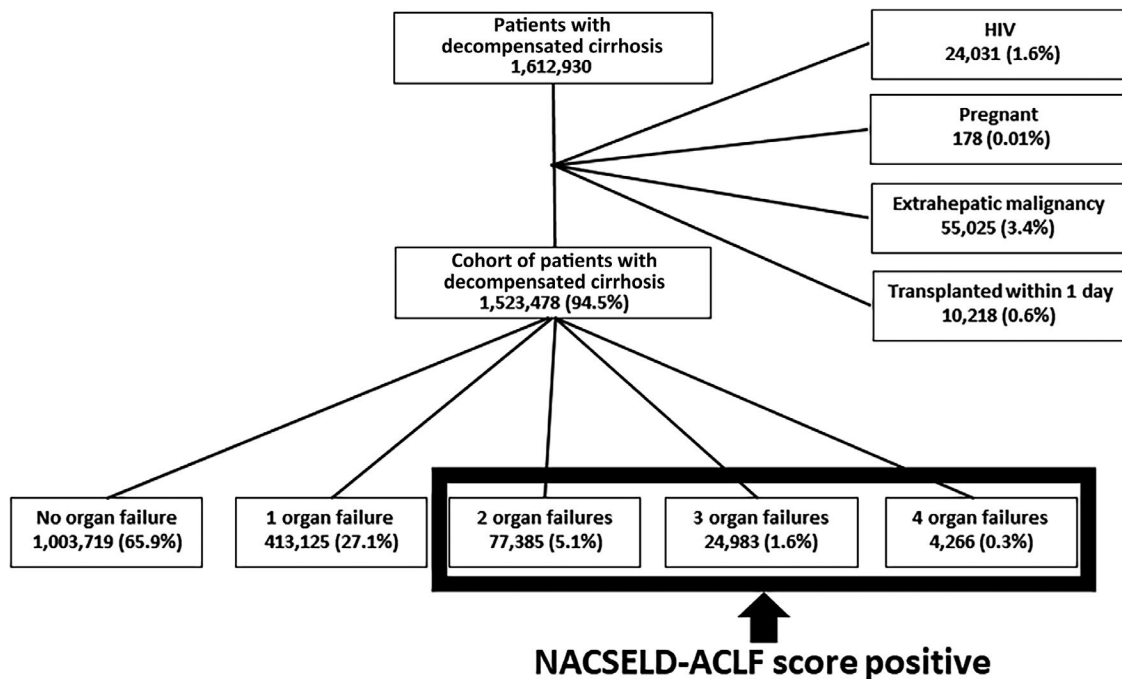 Patients with
decompensated cirrhosis
1,612,930
HIV
24,031 (1.6%)
Pregnant
178 (0.01%)
Extrahepatic malignancy
55,025 (3.4%)
Transplanted within 1 day
10,218 (0.6%)
Cohort of patients with
decompensated cirrhosis
1,523,478 (94.5%)
No organ failure
1,003,719 (65.9%)
1 organ failure
413,125 (27.1%)
2 organ failures
77,385 (5.1%)
3 organ failures
24,983 (1.6%)
4 organ failures
4,266 (0.3%)
NACSELD-ACLF score positive